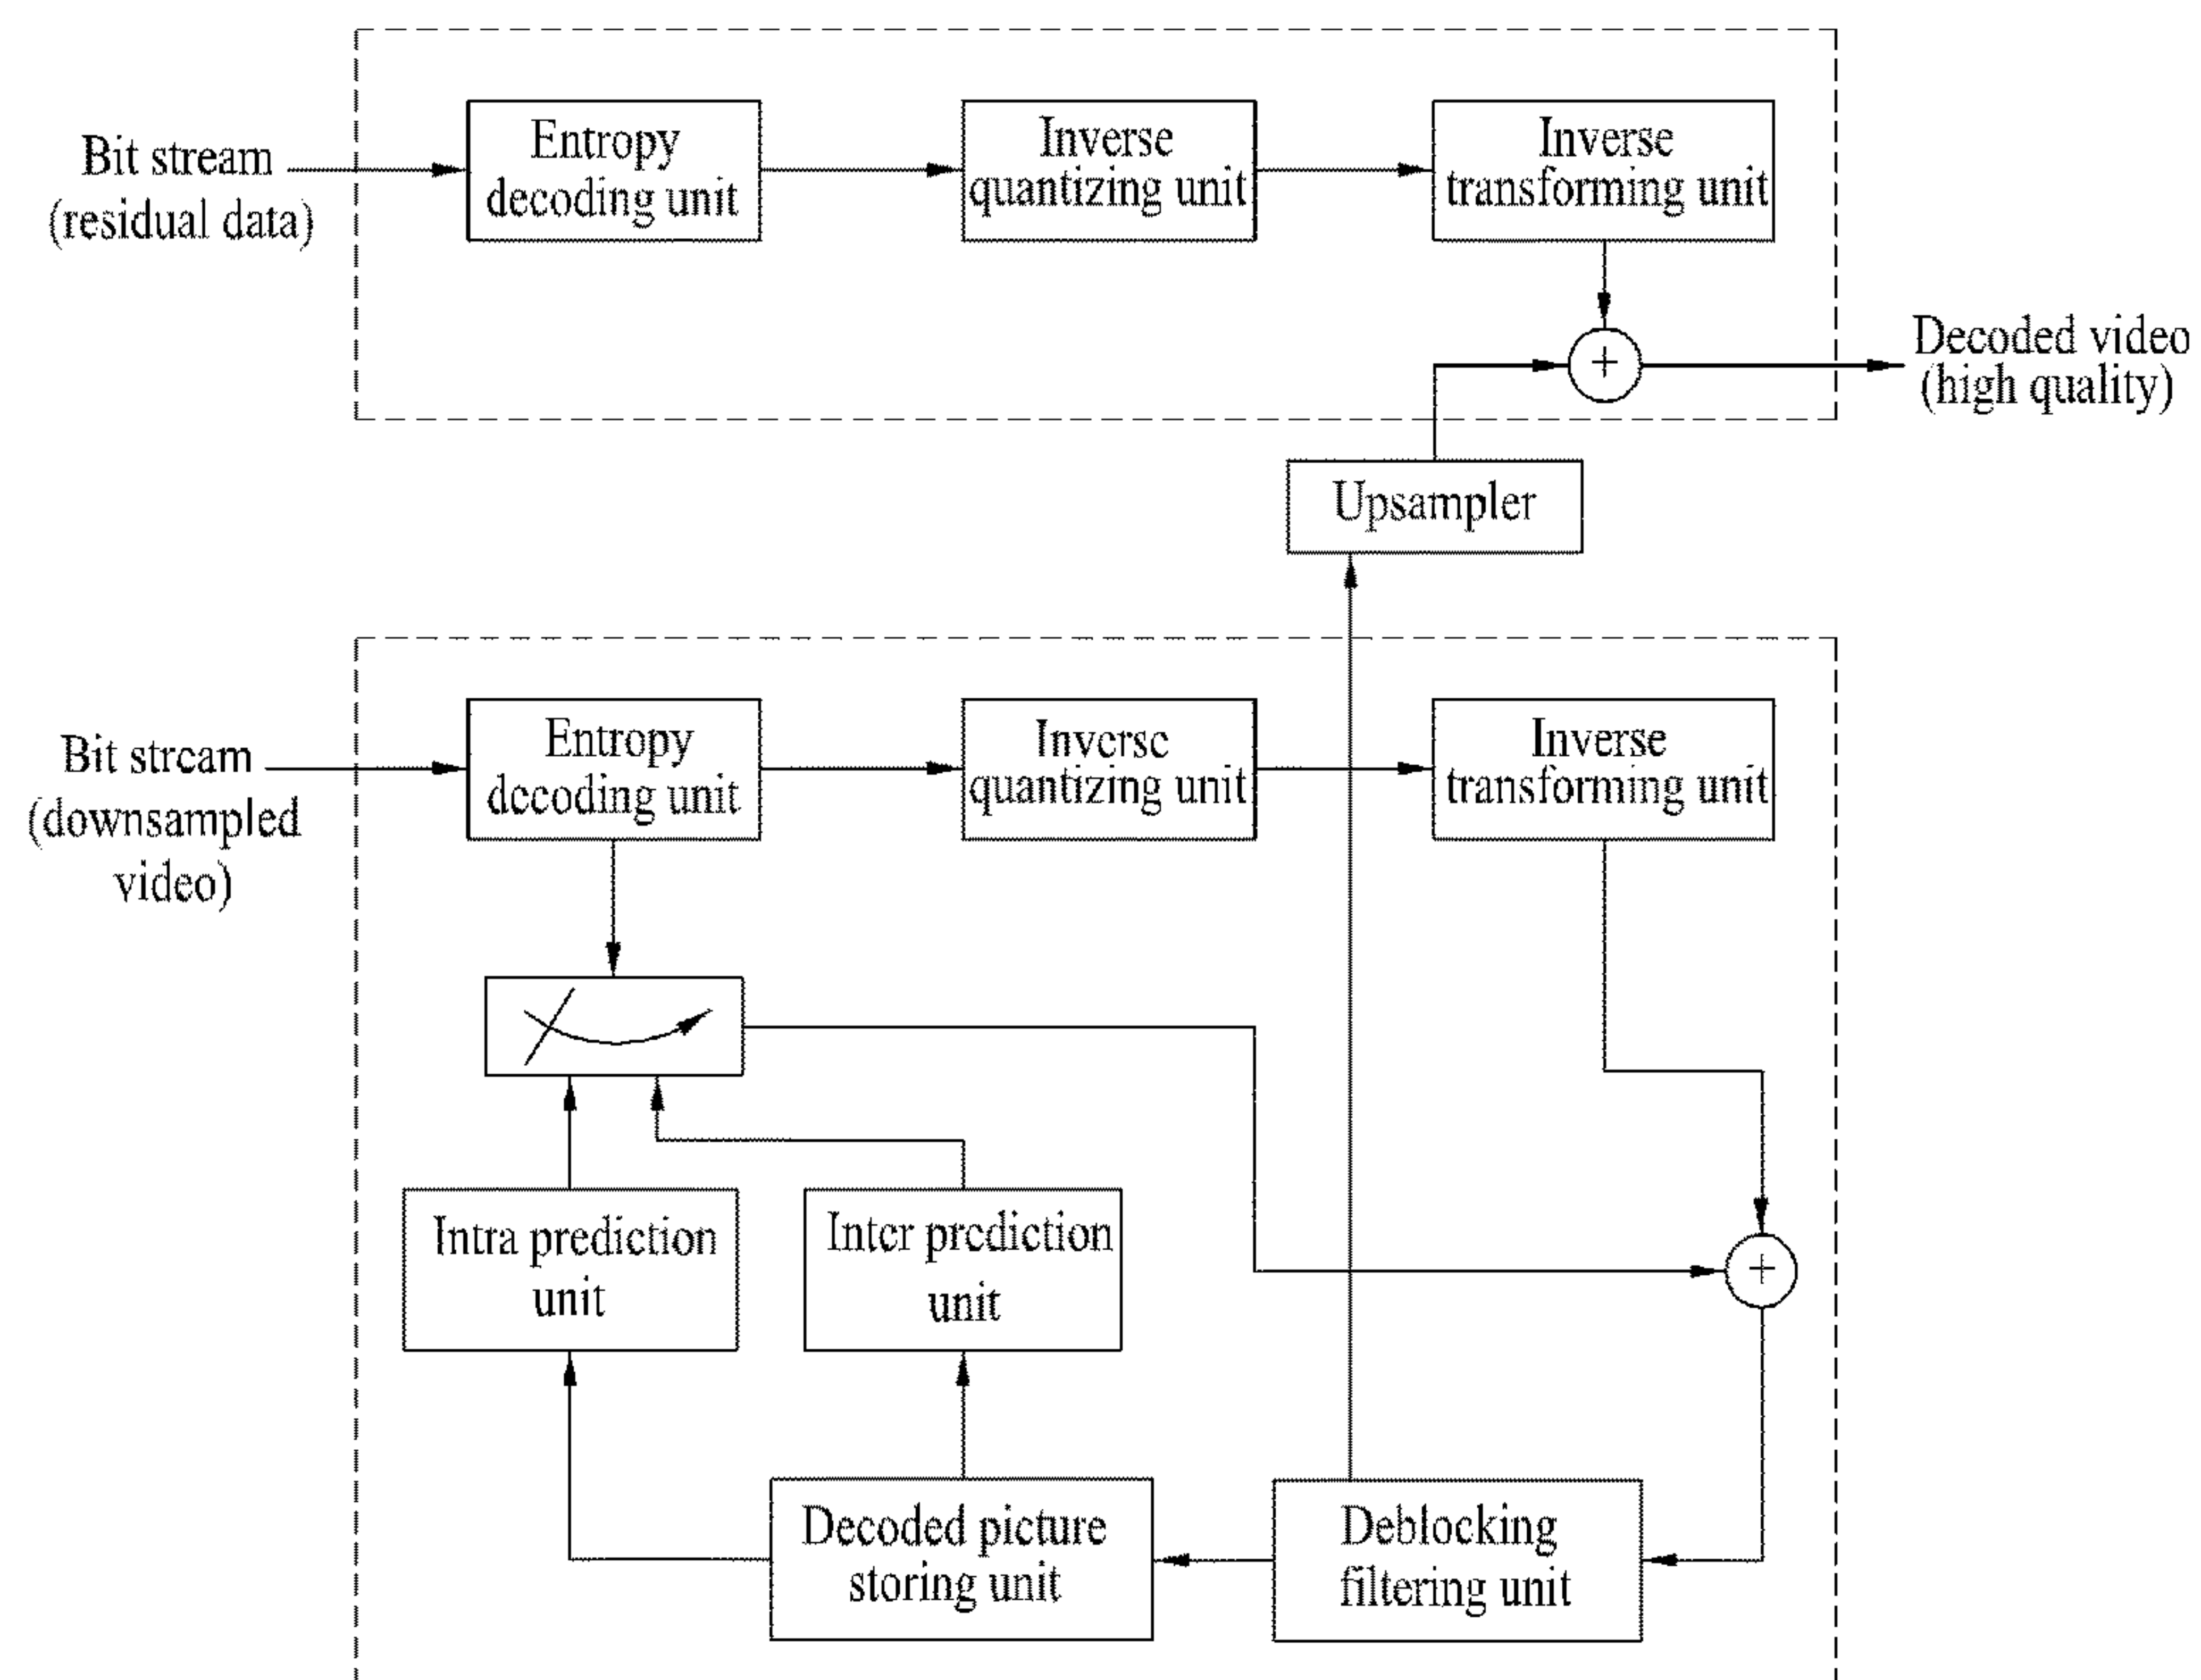 Bit stream
(residual data)
Entropy
decoding unit
Inverse
quantizing unit
Inverse
transforming unit
+
Decoded video
(high quality)
Upsampler
Bit stream
(downsampled
video)
Entropy
decoding unit
Inverse
quantizing unit
Inverse
transforming unit
Intra prediction
unit
Inter prediction
unit
+
Decoded picture
storing unit
Deblocking
filtering unit